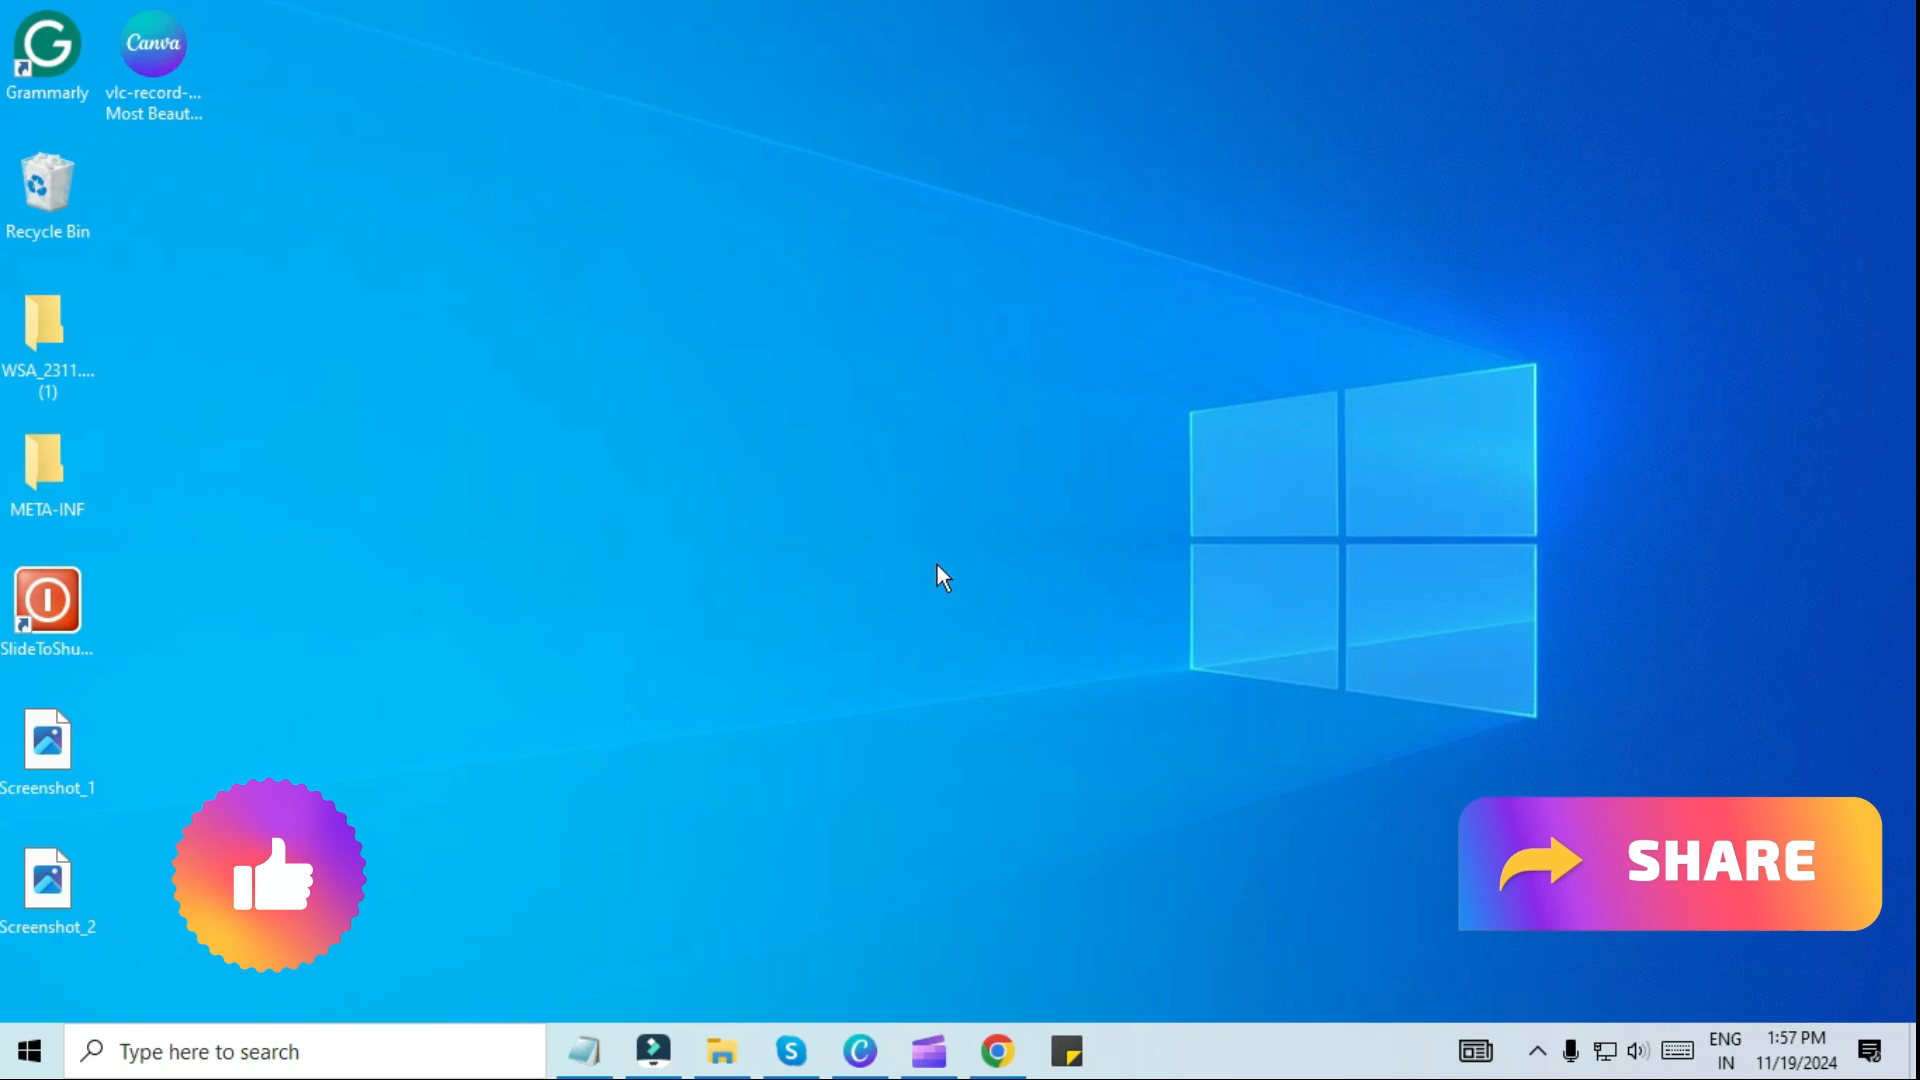 Grammarly
Canva
vlc-record-...
Most Beaut...
Recycle Bin
WSA_2311....
(1)
META-INF
SlideToShu...
Screenshot_1
Screenshot_2
SHARE
Type here to search
ENG
IN
1:57 PM
11/19/2024